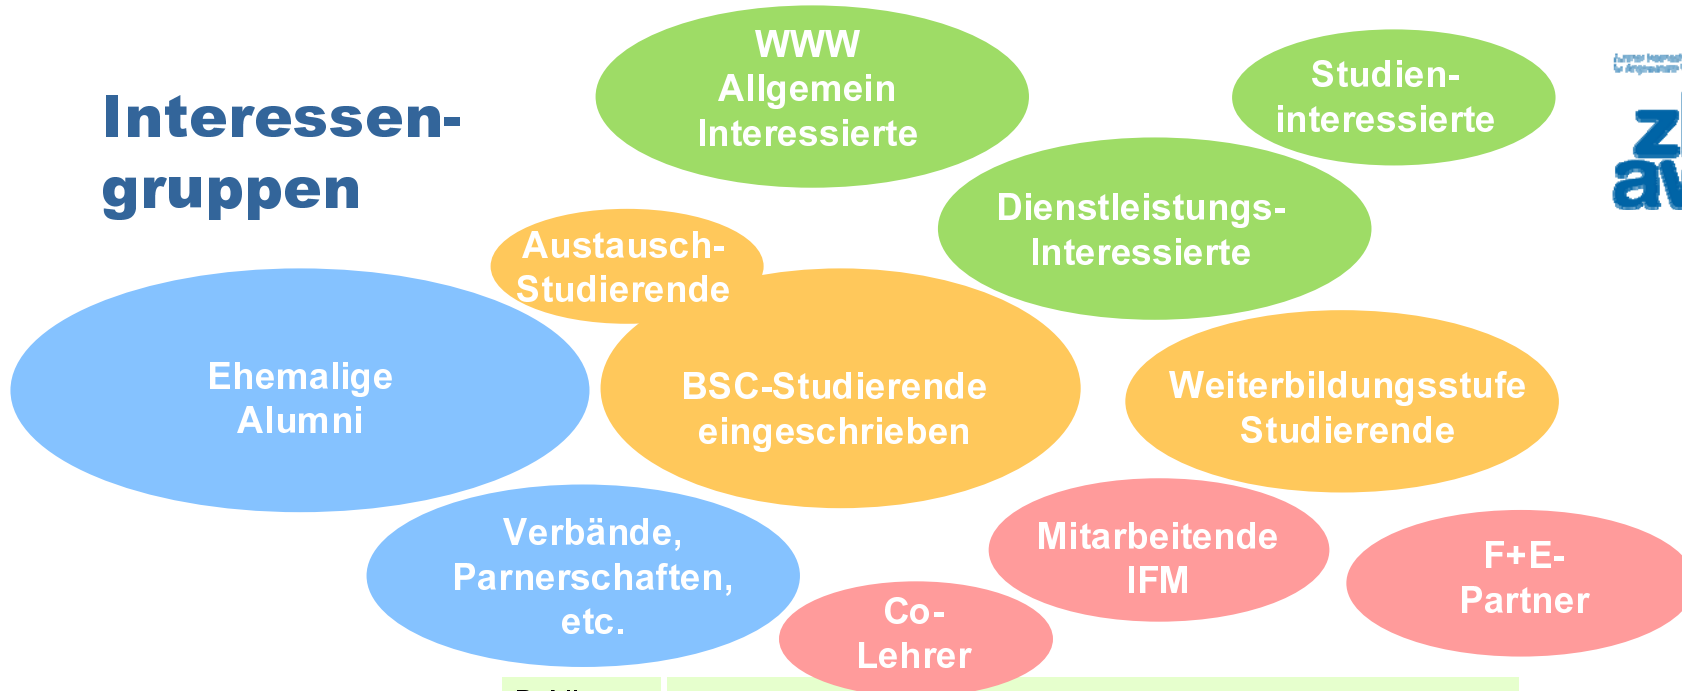 Interessen-
gruppen
WWW
Allgemein
Interessierte
Studien-
interessierte
Dienstleistungs-
Interessierte
Austausch-
Studierende
Ehemalige
Alumni
BSC-Studierende
eingeschrieben
Weiterbildungsstufe
Studierende
Verbände,
Parnerschaften,
etc.
Mitarbeitende
IFM
F+E-
Partner
Co-
Lehrer